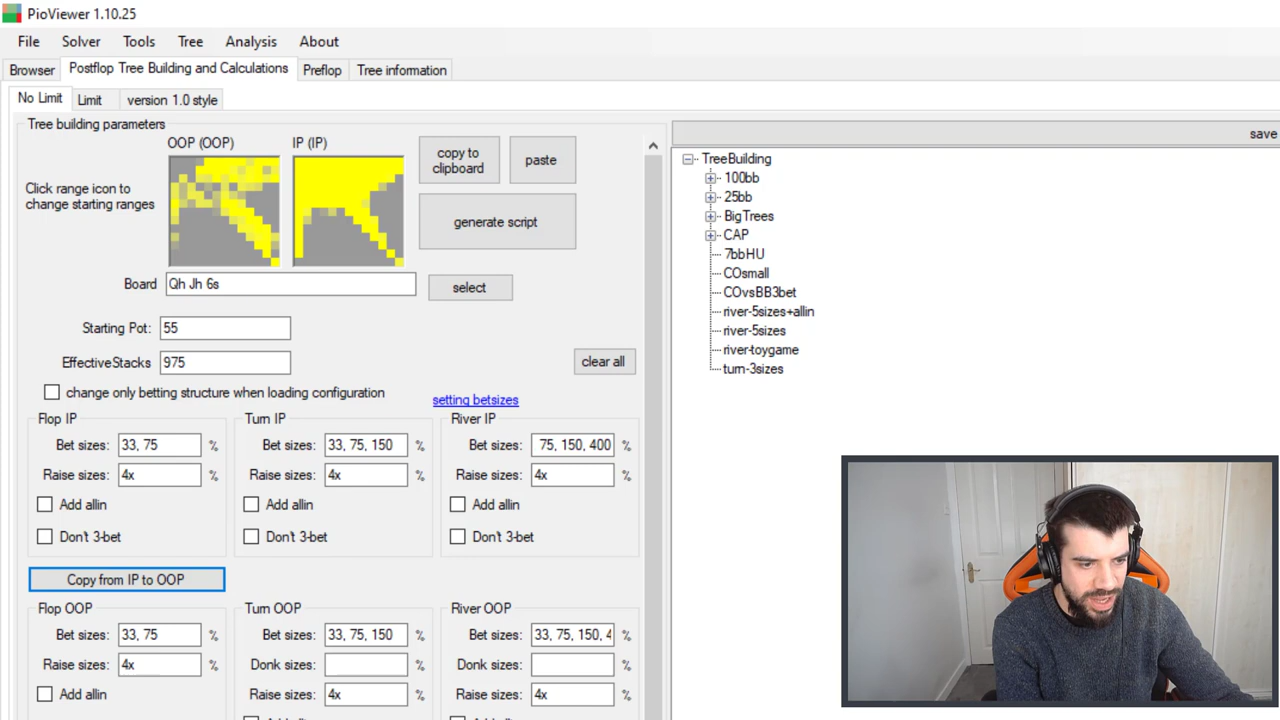 PioViewer 1.10.25
File Solver Tools Tree Analysis About
Browser Postflop Tree Building and Calculations Preflop Tree information
No Limit Limit version 1.0 style
Tree building parameters
OOP (OOP) IP (IP)
Click range icon to
change starting ranges
copy to
clipboard
paste
generate script
Board Qh Jh 6s select
Starting Pot: 55
EffectiveStacks 975 clear all
change only betting structure when loading configuration setting betsizes
Flop IP Turn IP River IP
Bet sizes: 33, 75 % Bet sizes: 33, 75, 150 % Bet sizes: 75, 150, 400 %
Raise sizes: 4x % Raise sizes: 4x % Raise sizes: 4x %
Add allin Add allin Add allin
Don't 3-bet Don't 3-bet Don't 3-bet
Copy from IP to OOP
Flop OOP Turn OOP River OOP
Bet sizes: 33, 75 % Bet sizes: 33, 75, 150 % Bet sizes: 33, 75, 150, 4 %
Raise sizes: 4x % Donk sizes: % Donk sizes: %
Add allin Raise sizes: 4x % Raise sizes: 4x %
save
TreeBuilding
100bb
25bb
BigTrees
CAP
7bbHU
COsmall
COvsBB3bet
river-5sizes+allin
river-5sizes
river-toygame
turn-3sizes